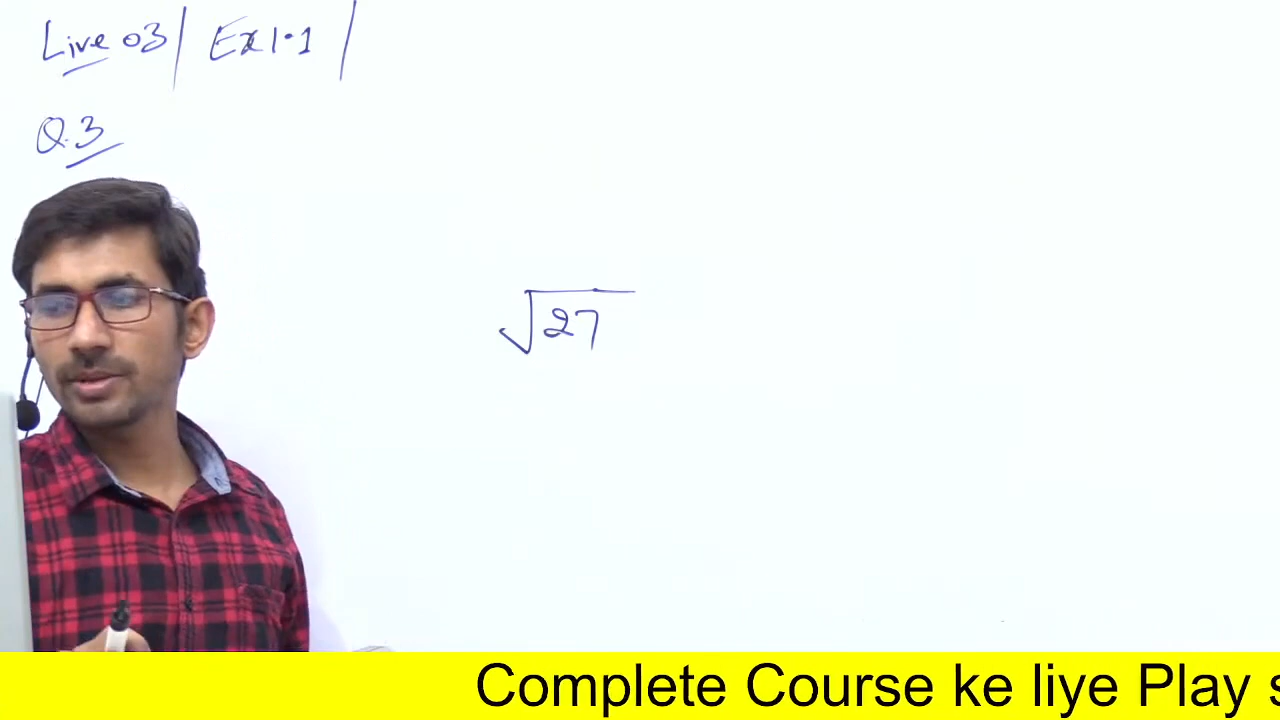 Live 03 | Ex 1.1 |
Q.3
√27
Complete Course ke liye Play s